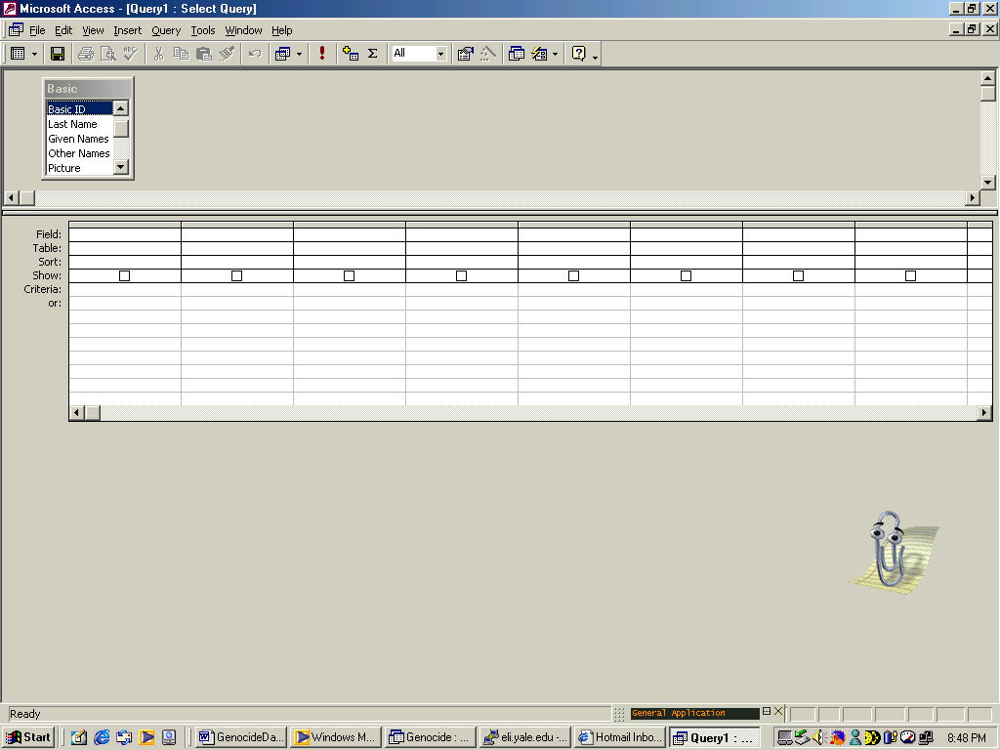 Microsoft Access - [Query1 : Select Query]
File Edit View Insert Query Tools Window Help
All
Basic
Basic ID
Last Name
Given Names
Other Names
Picture
Field:
Table:
Sort:
Show:
Criteria:
or:
Ready
General Application
Start
GenocideDa...
Windows M...
Genocide : ...
eli.yale.edu -...
Hotmail Inbo...
Query1 : ...
8:48 PM